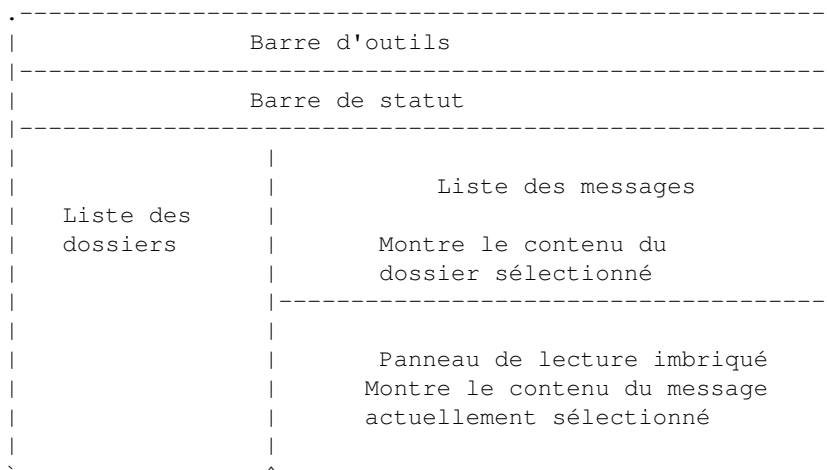 Barre d'outils
Barre de statut
Liste des messages
Liste des
dossiers
Montre le contenu du
dossier sélectionné
Panneau de lecture imbriqué
Montre le contenu du message
actuellement sélectionné